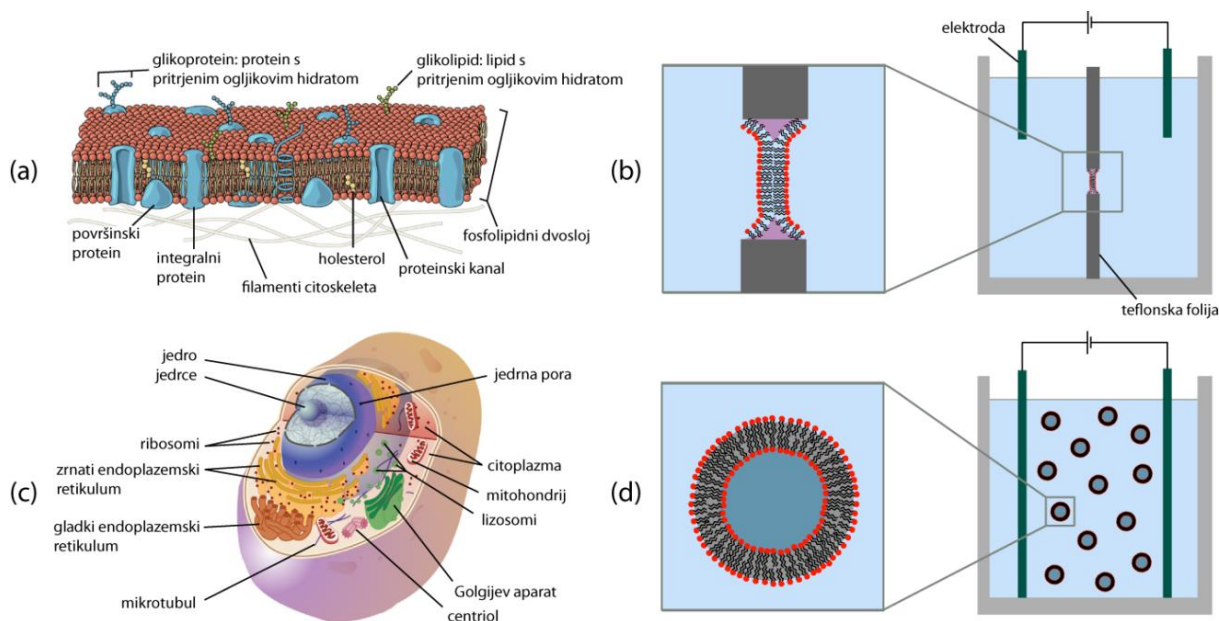 glikoprotein: protein s
pritrjenim ogljikovim hidratom
glikolipid: lipid s
pritrjenim ogljikovim hidratom
(a)
površinski
protein
integralni
protein
filamenti citoskeleta
holesterol
proteinski kanal
fosfolipidni dvosloj
(b)
elektroda
teflonska folija
(c)
jedro
jedrce
ribosomi
zrnati endoplazemski
retikulum
gladki endoplazemski
retikulum
mikrotubul
jedrna pora
citoplazma
mitohondrij
lizosomi
Golgijev aparat
centriol
(d)